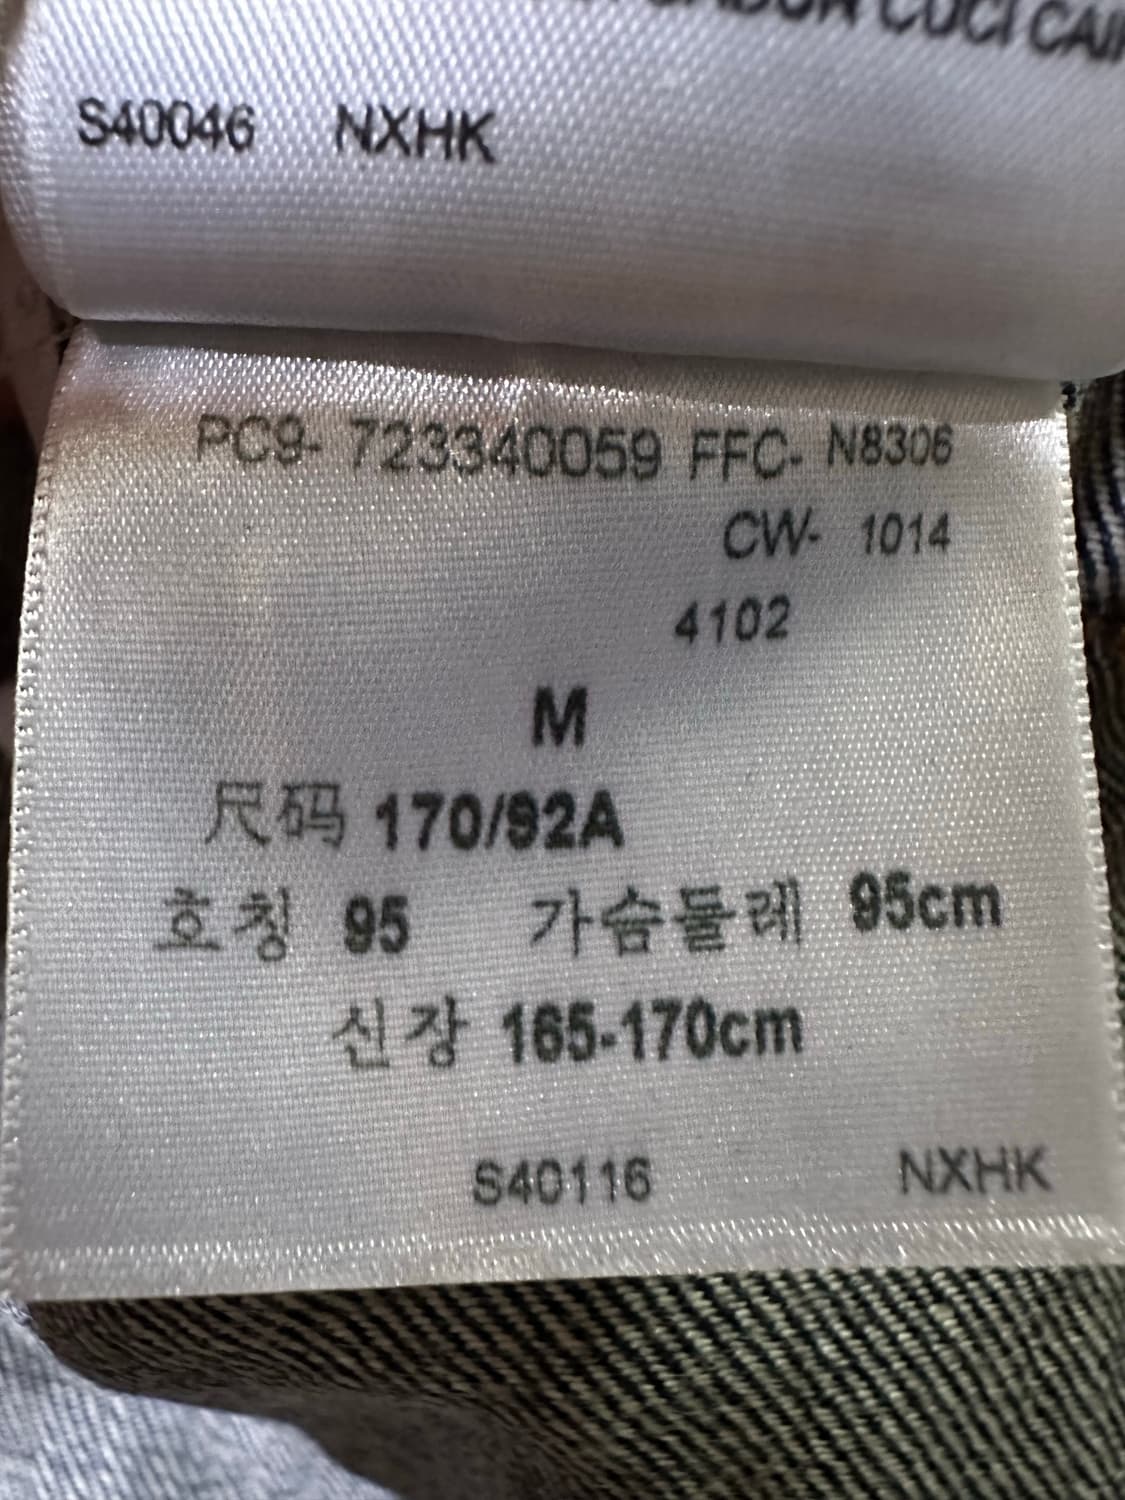 CUCI
S40046 NXHK
PC9- 723340059 FFC- N8306
CW- 1014
4102
M
尺码 170/92A
호칭 95 가슴둘레 95cm
신장 165-170cm
S40116 NXHK